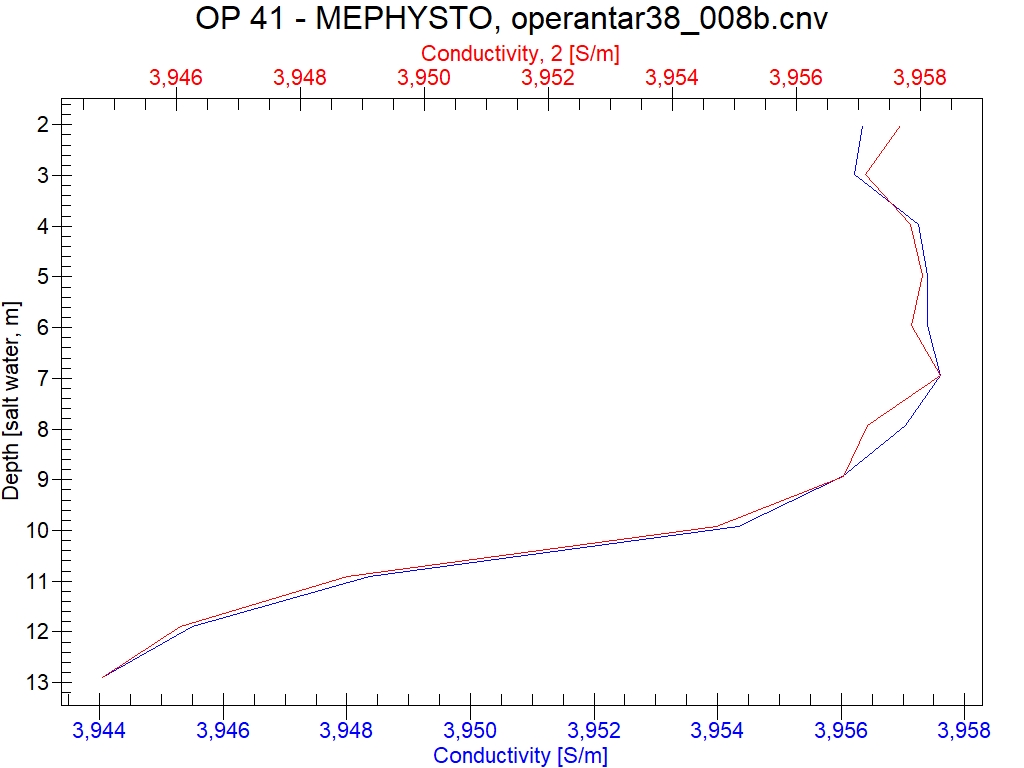 OP 41 - MEPHYSTO, operantar38_008b.cnv
Conductivity, 2 [S/m]
3,946 3,948 3,950 3,952 3,954 3,956 3,958
2
3
4
5
6
7
8
9
10
11
12
13
Depth [salt water, m]
3,944 3,946 3,948 3,950 3,952 3,954 3,956 3,958
Conductivity [S/m]